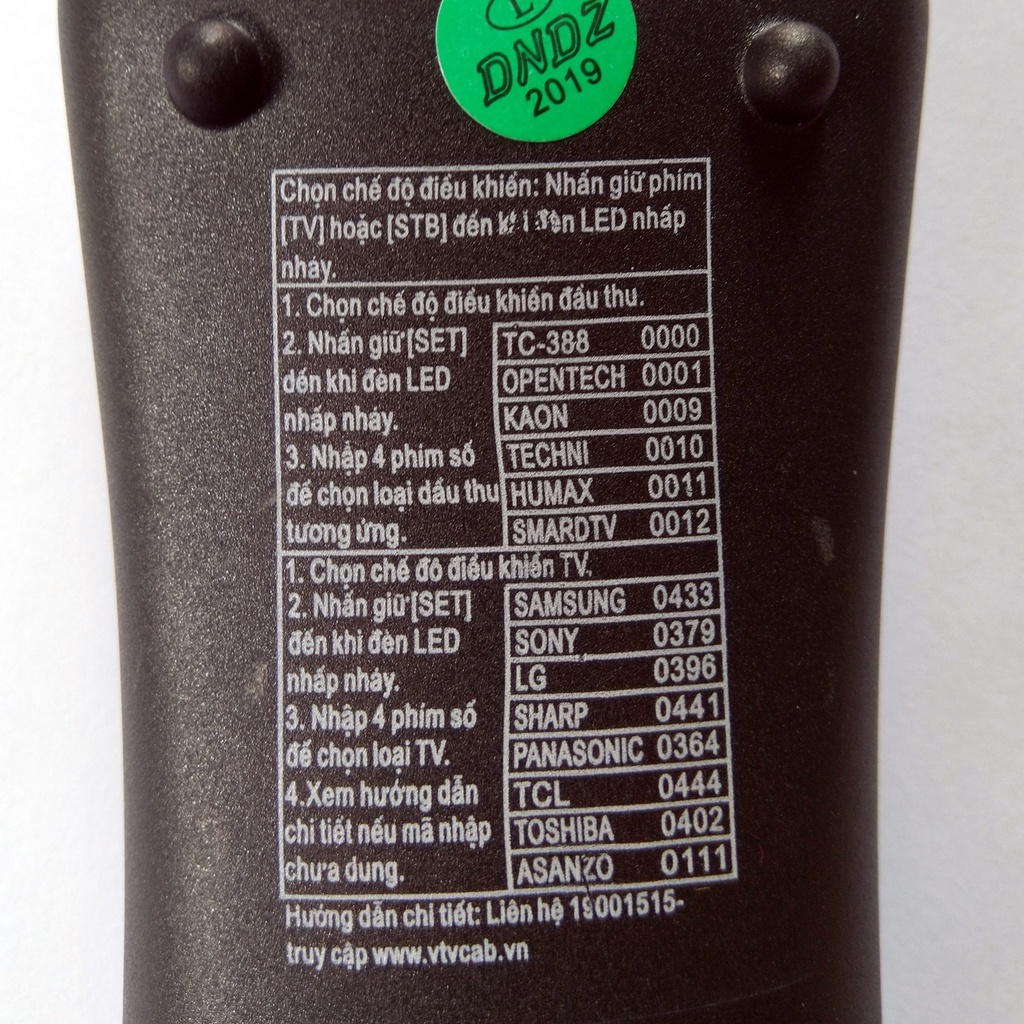 DNDZ
2019
Chọn chế độ điều khiển: Nhấn giữ phím
[TV] hoặc [STB] đến khi đèn LED nhấp
nháy.
1. Chọn chế độ điều khiển đầu thu.
2. Nhấn giữ [SET]
đến khi đèn LED
nhấp nháy.
3. Nhập 4 phím số
để chọn loại đầu thu
tương ứng.
TC-388 0000
OPENTECH 0001
KAON 0009
TECHNI 0010
HUMAX 0011
SMARDTV 0012
1. Chọn chế độ điều khiển TV.
2. Nhấn giữ [SET]
đến khi đèn LED
nhấp nháy.
3. Nhập 4 phím số
để chọn loại TV.
4.Xem hướng dẫn
chi tiết nếu mã nhập
chưa dung.
SAMSUNG 0433
SONY 0379
LG 0396
SHARP 0441
PANASONIC 0364
TCL 0444
TOSHIBA 0402
ASANZO 0111
Hướng dẫn chi tiết: Liên hệ 19001515-
truy cập www.vtvcab.vn